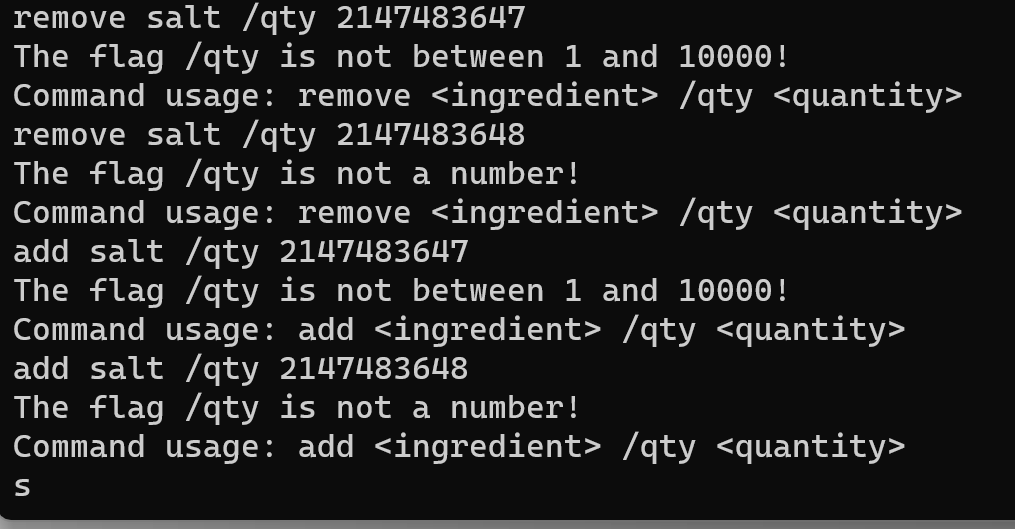 remove salt /qty 2147483647
The flag /qty is not between 1 and 10000!
Command usage: remove <ingredient> /qty <quantity>
remove salt /qty 2147483648
The flag /qty is not a number!
Command usage: remove <ingredient> /qty <quantity>
add salt /qty 2147483647
The flag /qty is not between 1 and 10000!
Command usage: add <ingredient> /qty <quantity>
add salt /qty 2147483648
The flag /qty is not a number!
Command usage: add <ingredient> /qty <quantity>
s